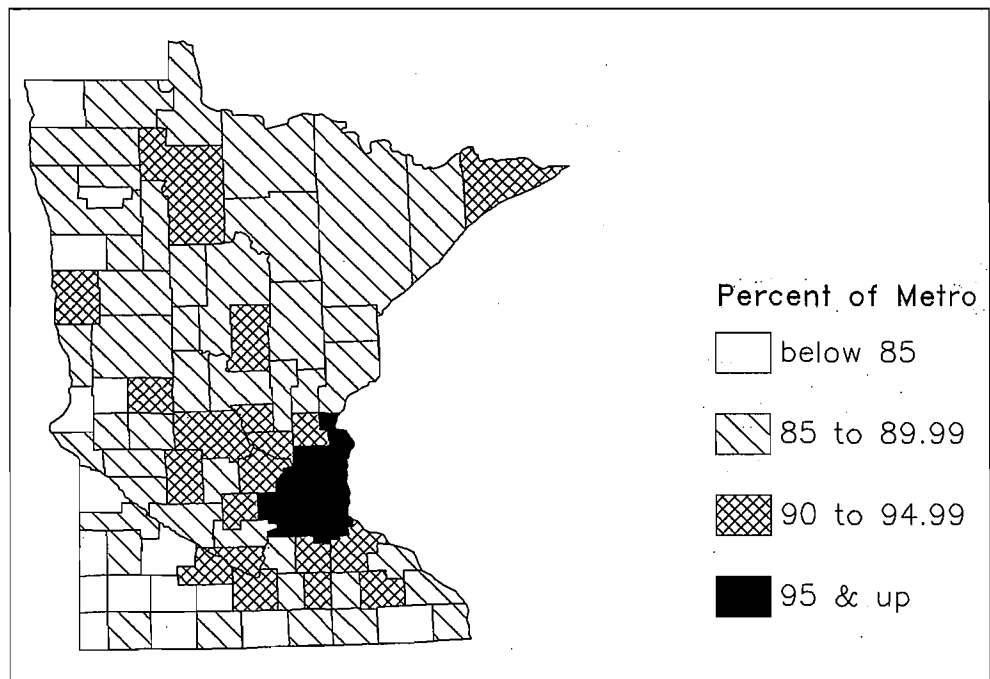 Percent of Metro
below 85
85 to 89.99
90 to 94.99
95 & up